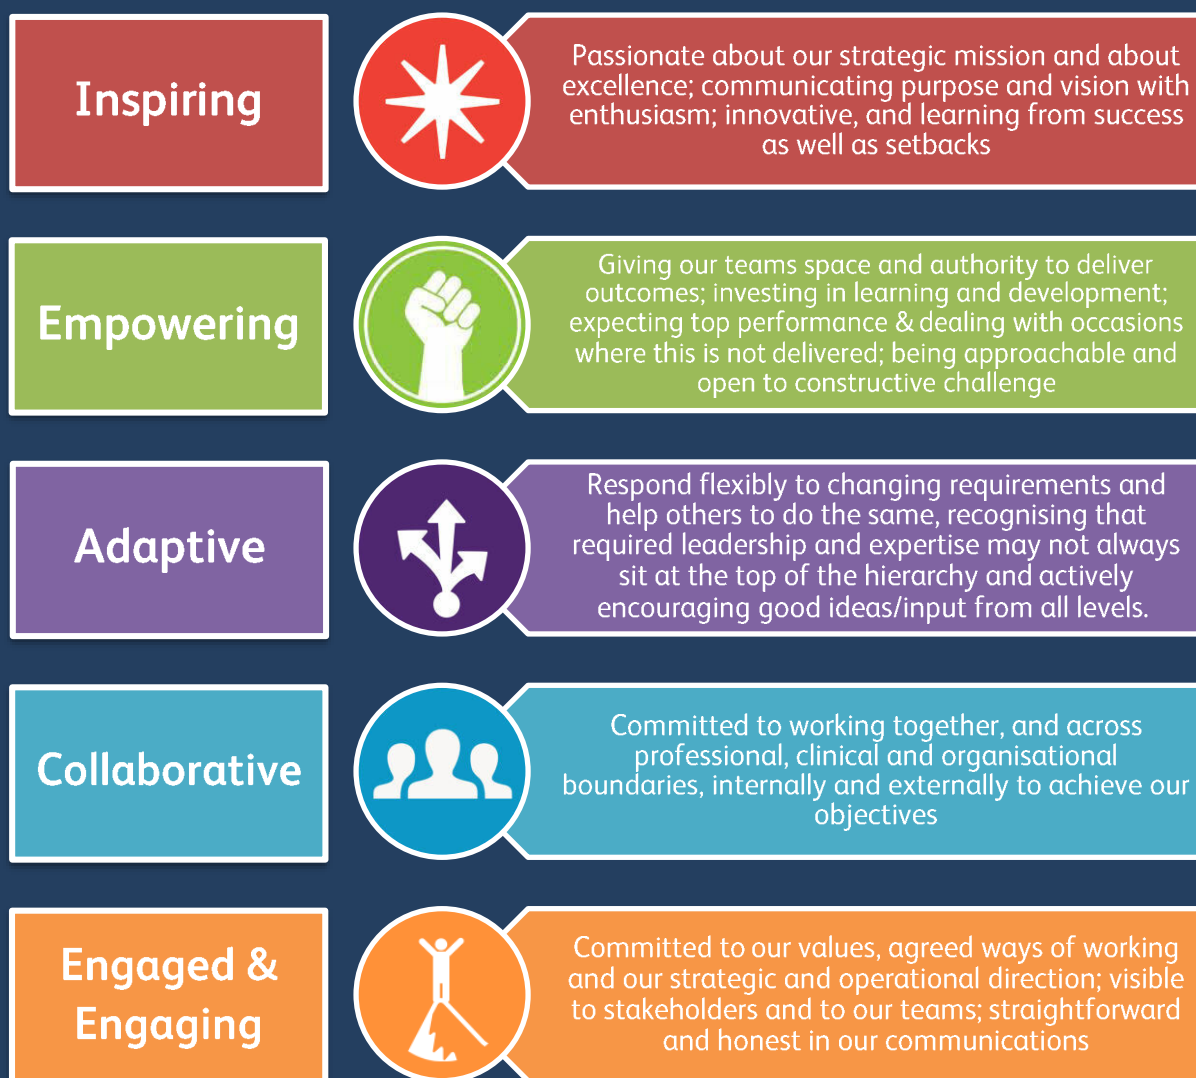 Inspiring
Passionate about our strategic mission and about
excellence; communicating purpose and vision with
enthusiasm; innovative, and learning from success
as well as setbacks
Empowering
Giving our teams space and authority to deliver
outcomes; investing in learning and development;
expecting top performance & dealing with occasions
where this is not delivered; being approachable and
open to constructive challenge
Adaptive
Respond flexibly to changing requirements and
help others to do the same, recognising that
required leadership and expertise may not always
sit at the top of the hierarchy and actively
encouraging good ideas/input from all levels.
Collaborative
Committed to working together, and across
professional, clinical and organisational
boundaries, internally and externally to achieve our
objectives
Engaged &
Engaging
Committed to our values, agreed ways of working
and our strategic and operational direction; visible
to stakeholders and to our teams; straightforward
and honest in our communications